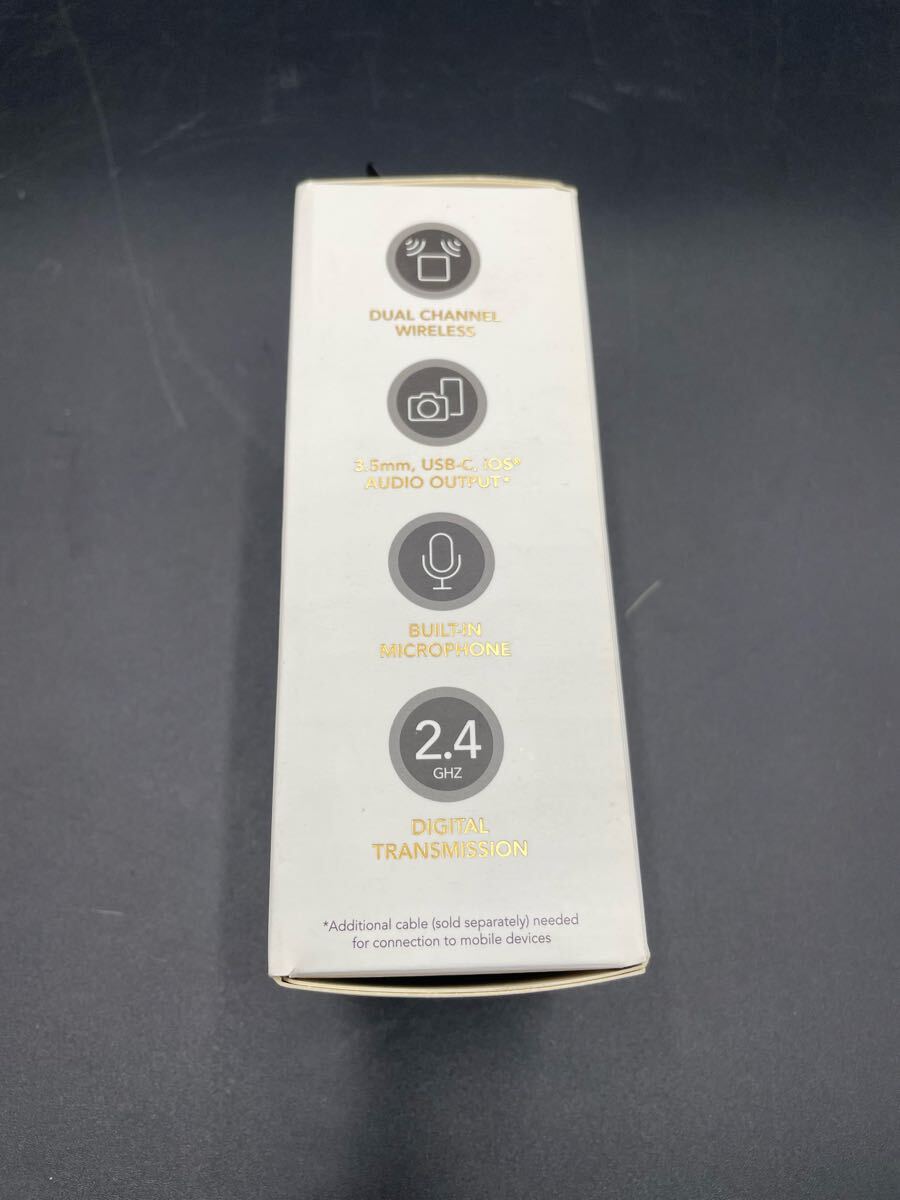 DUAL CHANNEL
WIRELESS
3.5mm, USB-C, iOS®
AUDIO OUTPUT*
BUILT-IN
MICROPHONE
2.4
GHZ
DIGITAL
TRANSMISSION
*Additional cable (sold separately) needed
for connection to mobile devices